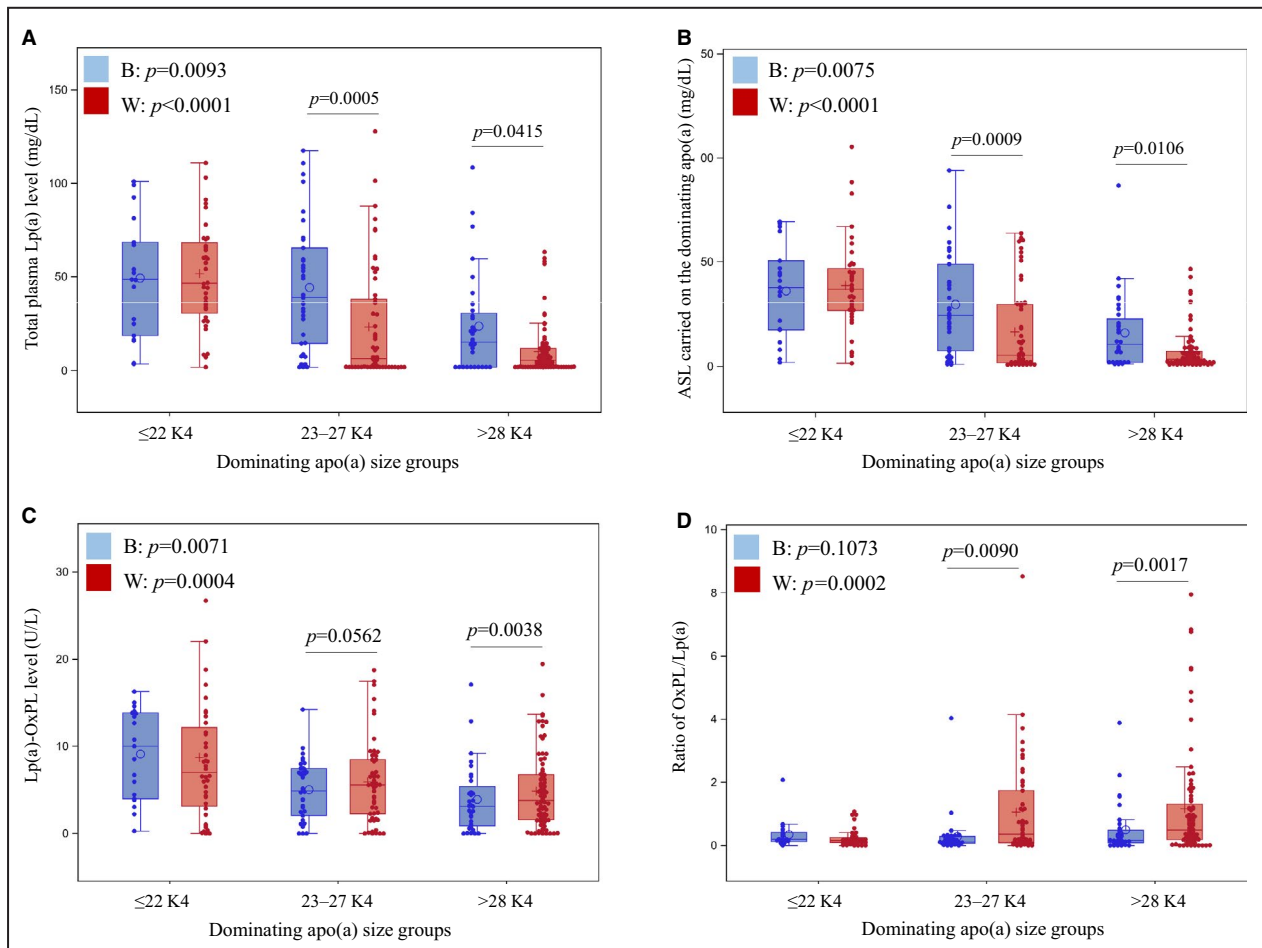 A
B: p=0.0093
W: p<0.0001
p=0.0005
p=0.0415
150
100
50
0
Total plasma Lp(a) level (mg/dL)
≤22 K4
23–27 K4
>28 K4
Dominating apo(a) size groups
B
B: p=0.0075
W: p<0.0001
p=0.0009
p=0.0106
50
00
50
0
ASL carried on the dominating apo(a) (mg/dL)
≤22 K4
23–27 K4
>28 K4
Dominating apo(a) size groups
C
B: p=0.0071
W: p=0.0004
p=0.0562
p=0.0038
30
20
10
0
Lp(a)-OxPL level (U/L)
≤22 K4
23–27 K4
>28 K4
Dominating apo(a) size groups
D
B: p=0.1073
W: p=0.0002
p=0.0090
p=0.0017
10
8
6
4
2
0
Ratio of OxPL/Lp(a)
≤22 K4
23–27 K4
>28 K4
Dominating apo(a) size groups